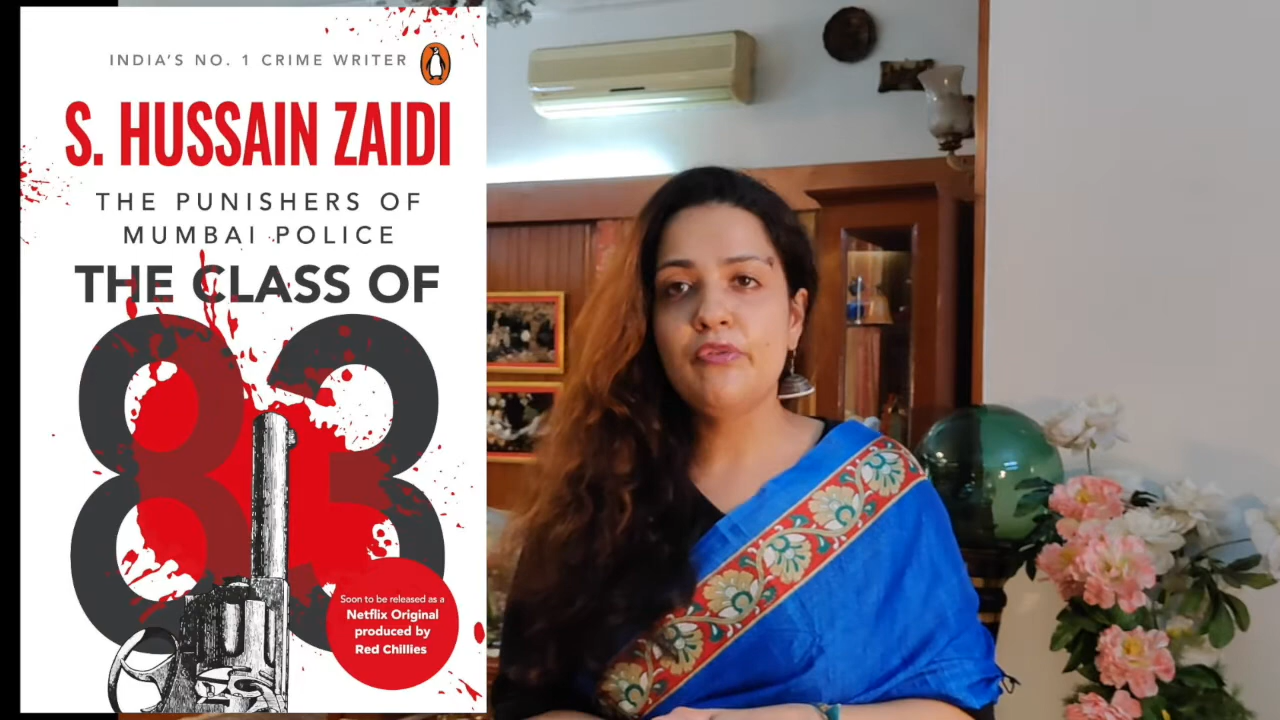 INDIA'S NO. 1 CRIME WRITER
S. HUSSAIN ZAIDI
THE PUNISHERS OF
MUMBAI POLICE
THE CLASS OF
83
Soon to be released as a
Netflix Original
produced by
Red Chillies